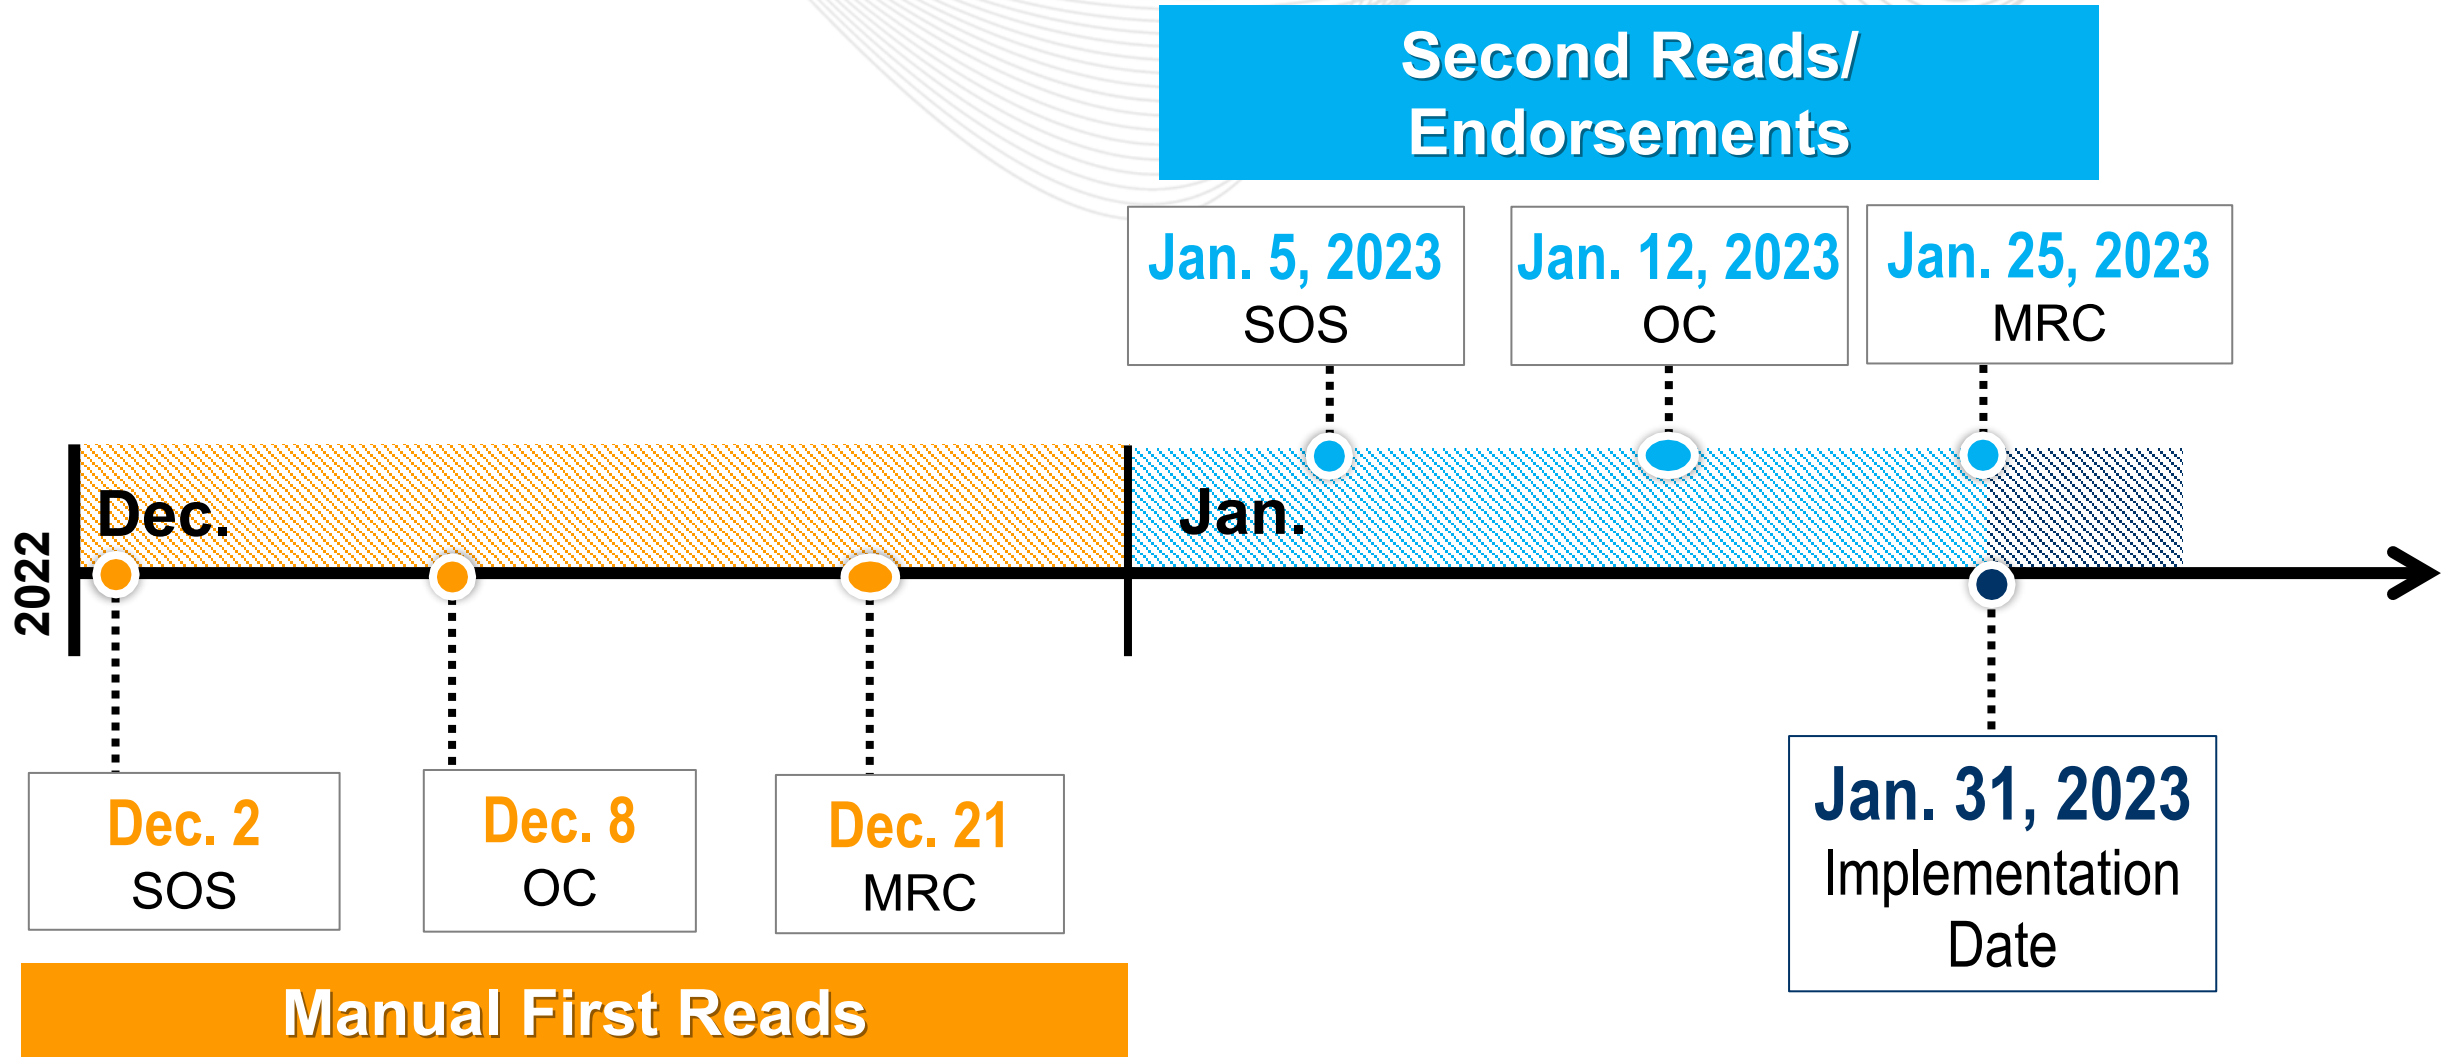 Second Reads/
Endorsements
Jan. 5, 2023
SOS
Jan. 12, 2023
OC
Jan. 25, 2023
MRC
2022
Dec.
Jan.
Dec. 2
SOS
Dec. 8
OC
Dec. 21
MRC
Jan. 31, 2023
Implementation
Date
Manual First Reads